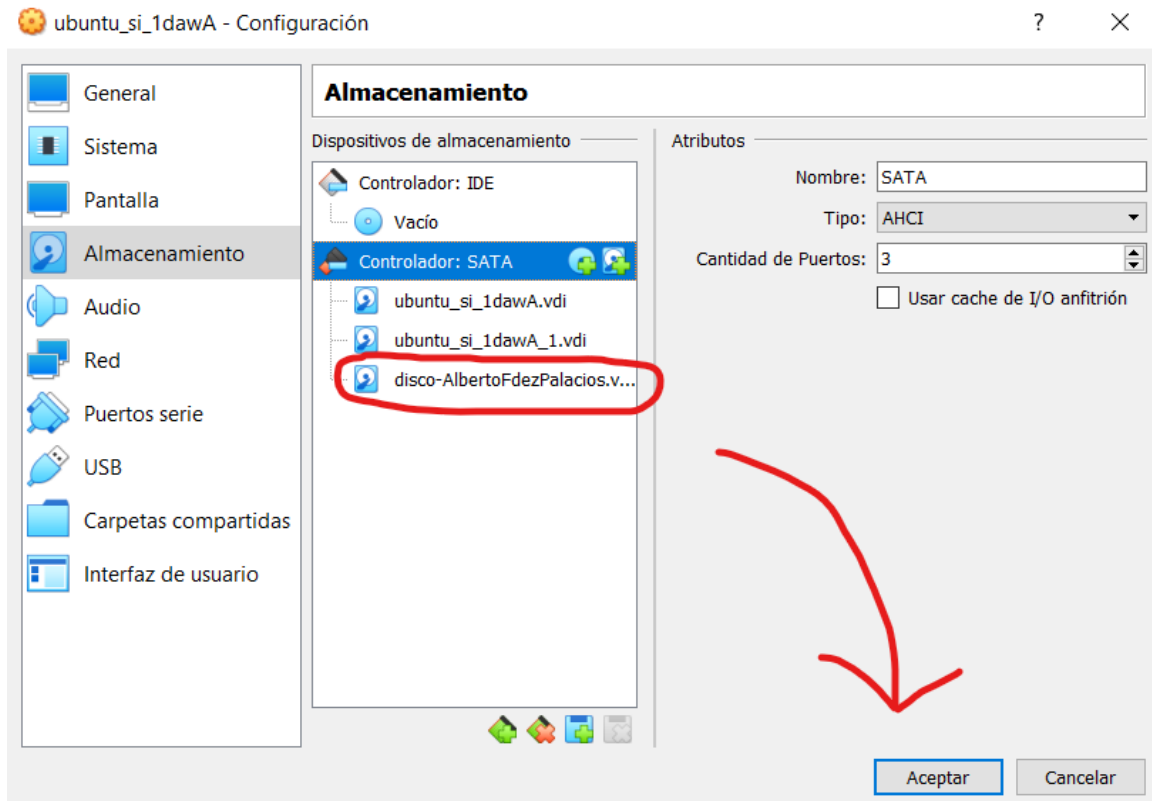 ubuntu_si_1dawA - Configuración
?
General
Sistema
Pantalla
Almacenamiento
Audio
Red
Puertos serie
USB
Carpetas compartidas
Interfaz de usuario
Almacenamiento
Dispositivos de almacenamiento
Controlador: IDE
Vacío
Controlador: SATA
ubuntu_si_1dawA.vdi
ubuntu_si_1dawA_1.vdi
disco-AlbertoFdezPalacios.v...
Atributos
Nombre: SATA
Tipo: AHCI
Cantidad de Puertos: 3
Usar cache de I/O anfitrión
Aceptar Cancelar